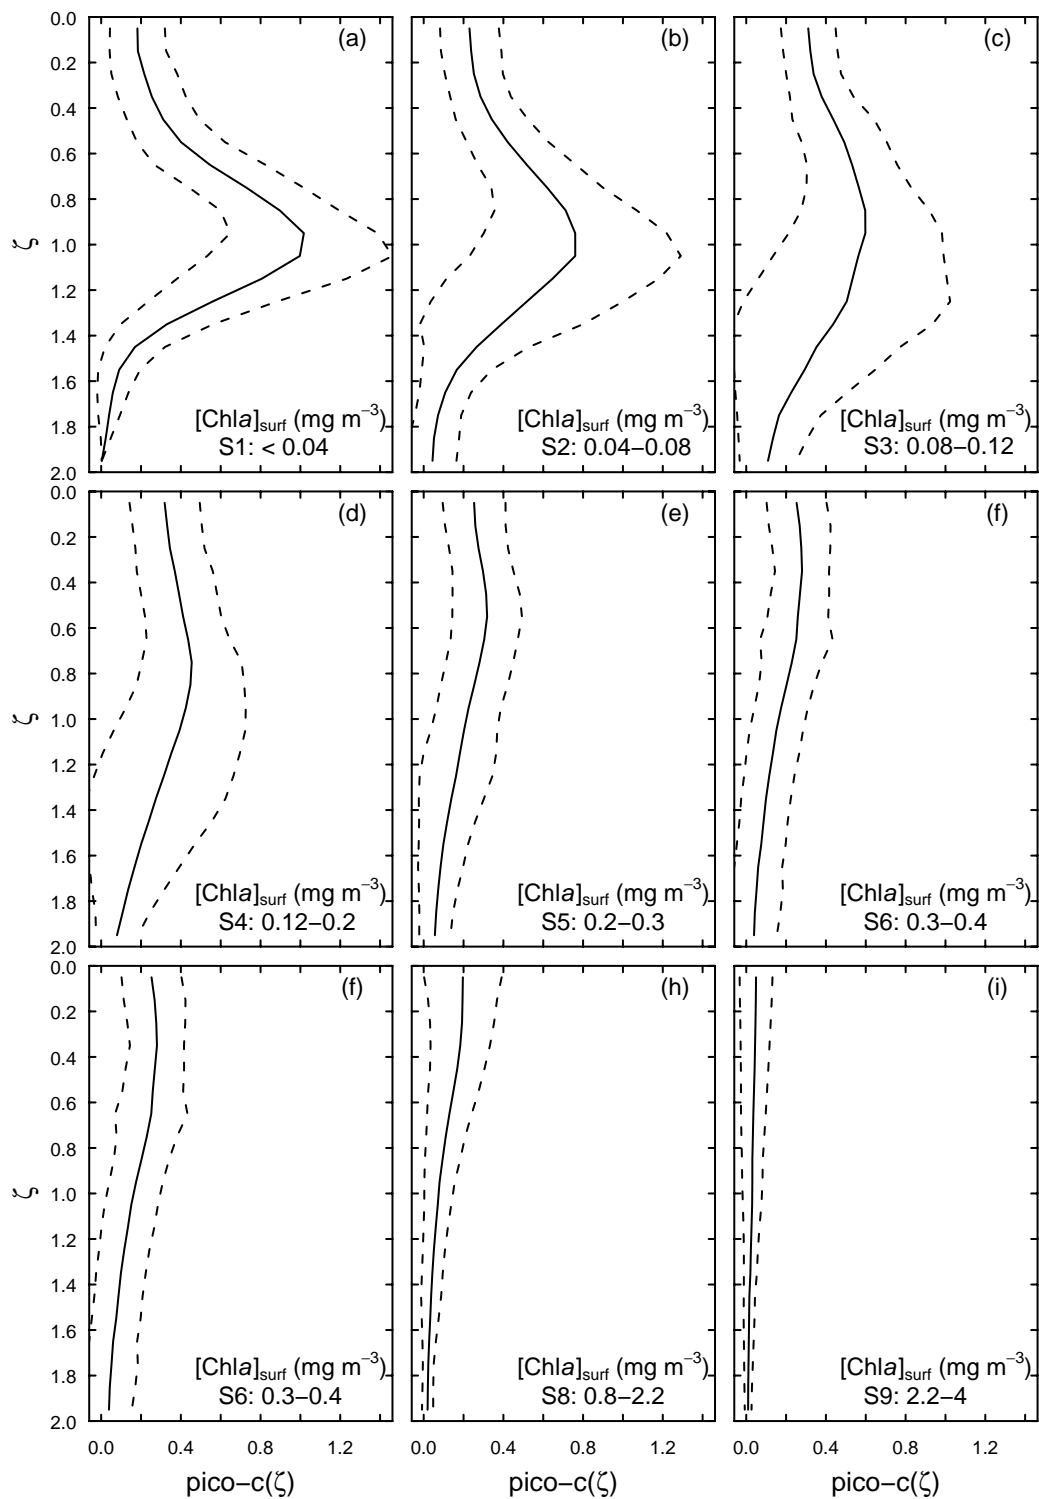 0.0
0.2
0.4
0.6
0.8
1.0
1.2
1.4
1.6
1.8
2.0
ζ
(a)
[Chla]surf (mg m−3)
S1: < 0.04
(b)
[Chla]surf (mg m−3)
S2: 0.04−0.08
(c)
[Chla]surf (mg m−3)
S3: 0.08−0.12
0.0
0.2
0.4
0.6
0.8
1.0
1.2
1.4
1.6
1.8
2.0
ζ
(d)
[Chla]surf (mg m−3)
S4: 0.12−0.2
(e)
[Chla]surf (mg m−3)
S5: 0.2−0.3
(f)
[Chla]surf (mg m−3)
S6: 0.3−0.4
0.0
0.2
0.4
0.6
0.8
1.0
1.2
1.4
1.6
1.8
2.0
ζ
(f)
[Chla]surf (mg m−3)
S6: 0.3−0.4
(h)
[Chla]surf (mg m−3)
S8: 0.8−2.2
(i)
[Chla]surf (mg m−3)
S9: 2.2−4
0.0 0.4 0.8 1.2
0.0 0.4 0.8 1.2
0.0 0.4 0.8 1.2
pico−c(ζ)
pico−c(ζ)
pico−c(ζ)